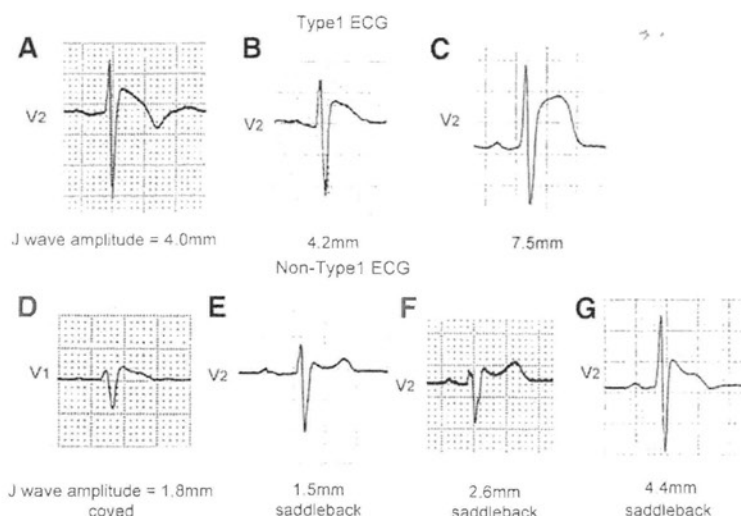 Type1 ECG
A B C
V2 V2 V2
J wave amplitude = 4.0mm 4.2mm 7.5mm
Non-Type1 ECG
D E F G
V1 V2 V2 V2
J wave amplitude = 1.8mm 1.5mm 2.6mm 4.4mm
coved saddleback saddleback saddleback